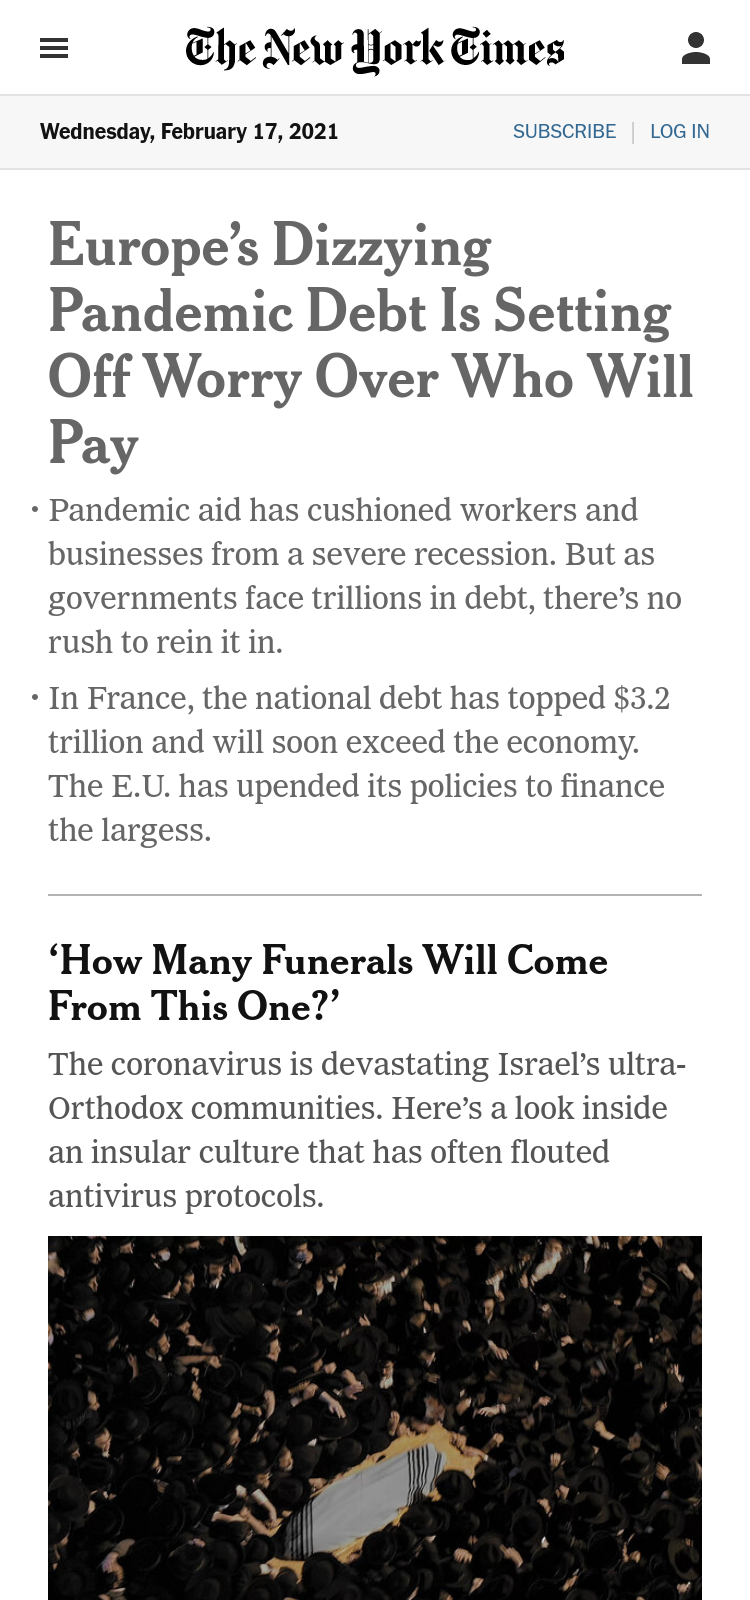 The New York Times
Wednesday, February 17, 2021
SUBSCRIBE | LOG IN
Europe’s Dizzying
Pandemic Debt Is Setting
Off Worry Over Who Will
Pay
• Pandemic aid has cushioned workers and
businesses from a severe recession. But as
governments face trillions in debt, there’s no
rush to rein it in.
• In France, the national debt has topped $3.2
trillion and will soon exceed the economy.
The E.U. has upended its policies to finance
the largess.
‘How Many Funerals Will Come
From This One?’
The coronavirus is devastating Israel’s ultra-
Orthodox communities. Here’s a look inside
an insular culture that has often flouted
antivirus protocols.